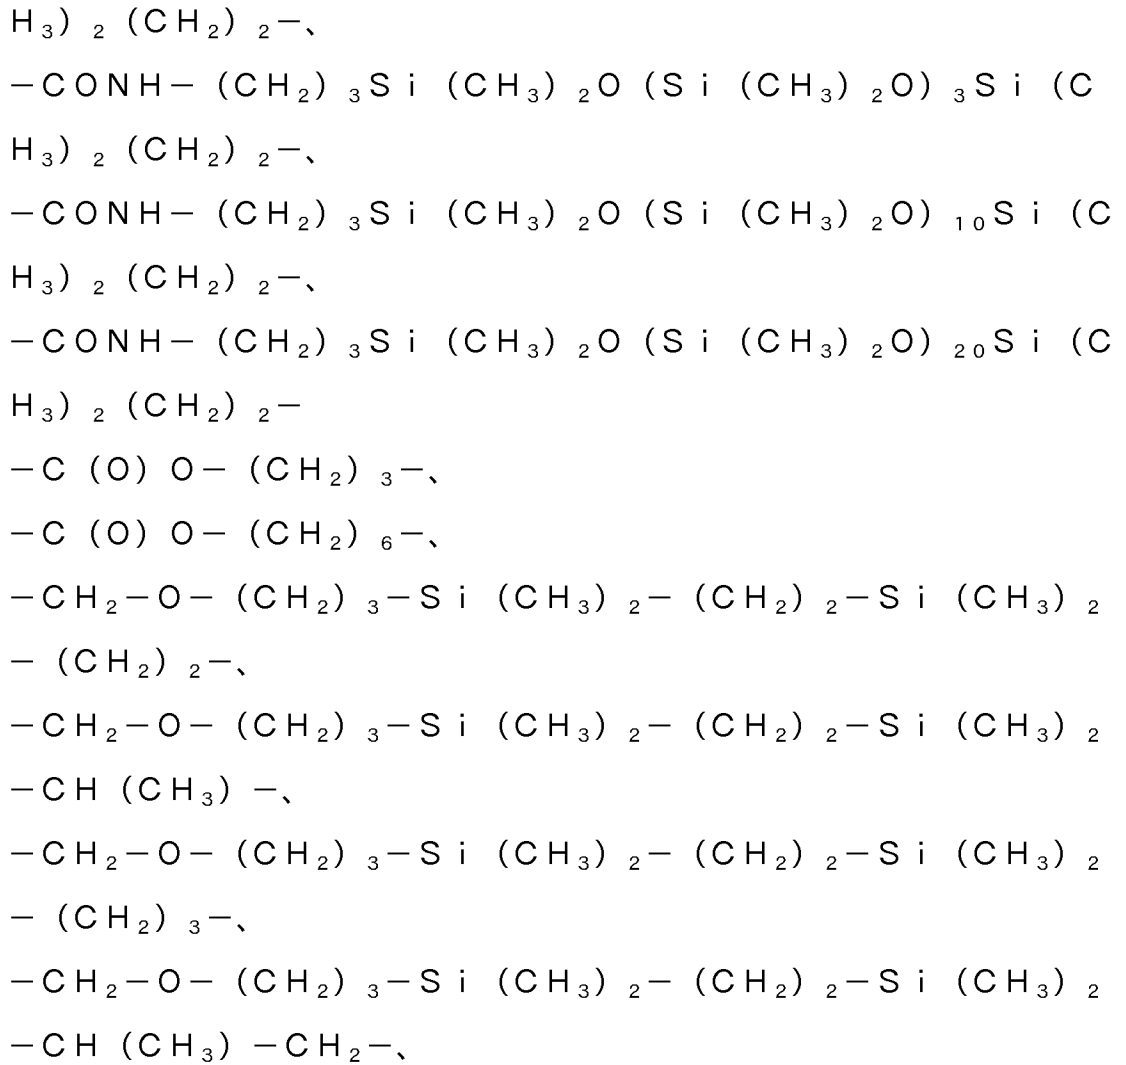 Ｈ₃）₂（ＣＨ₂）₂－、
－ＣＯＮＨ－（ＣＨ₂）₃Ｓｉ（ＣＨ₃）₂Ｏ（Ｓｉ（ＣＨ₃）₂Ｏ）₃Ｓｉ（Ｃ
Ｈ₃）₂（ＣＨ₂）₂－、
－ＣＯＮＨ－（ＣＨ₂）₃Ｓｉ（ＣＨ₃）₂Ｏ（Ｓｉ（ＣＨ₃）₂Ｏ）₁₀Ｓｉ（Ｃ
Ｈ₃）₂（ＣＨ₂）₂－、
－ＣＯＮＨ－（ＣＨ₂）₃Ｓｉ（ＣＨ₃）₂Ｏ（Ｓｉ（ＣＨ₃）₂Ｏ）₂₀Ｓｉ（Ｃ
Ｈ₃）₂（ＣＨ₂）₂－
－Ｃ（Ｏ）Ｏ－（ＣＨ₂）₃－、
－Ｃ（Ｏ）Ｏ－（ＣＨ₂）₆－、
－ＣＨ₂－Ｏ－（ＣＨ₂）₃－Ｓｉ（ＣＨ₃）₂－（ＣＨ₂）₂－Ｓｉ（ＣＨ₃）₂
－（ＣＨ₂）₂－、
－ＣＨ₂－Ｏ－（ＣＨ₂）₃－Ｓｉ（ＣＨ₃）₂－（ＣＨ₂）₂－Ｓｉ（ＣＨ₃）₂
－ＣＨ（ＣＨ₃）－、
－ＣＨ₂－Ｏ－（ＣＨ₂）₃－Ｓｉ（ＣＨ₃）₂－（ＣＨ₂）₂－Ｓｉ（ＣＨ₃）₂
－（ＣＨ₂）₃－、
－ＣＨ₂－Ｏ－（ＣＨ₂）₃－Ｓｉ（ＣＨ₃）₂－（ＣＨ₂）₂－Ｓｉ（ＣＨ₃）₂
－ＣＨ（ＣＨ₃）－ＣＨ₂－、